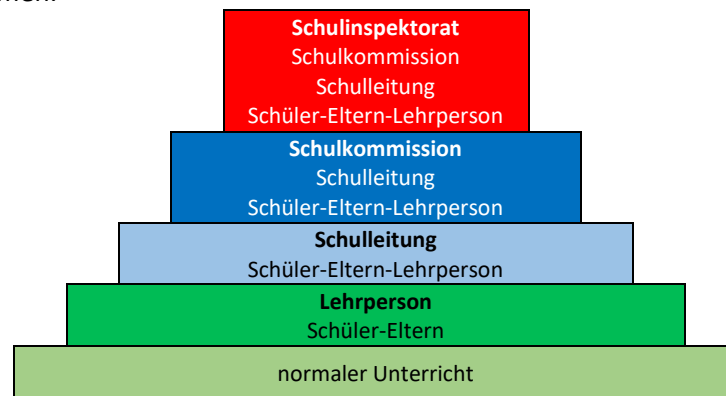 Schulinspektorat
Schulkommission
Schulleitung
Schüler-Eltern-Lehrperson
Schulkommission
Schulleitung
Schüler-Eltern-Lehrperson
Schulleitung
Schüler-Eltern-Lehrperson
Lehrperson
Schüler-Eltern
normaler Unterricht